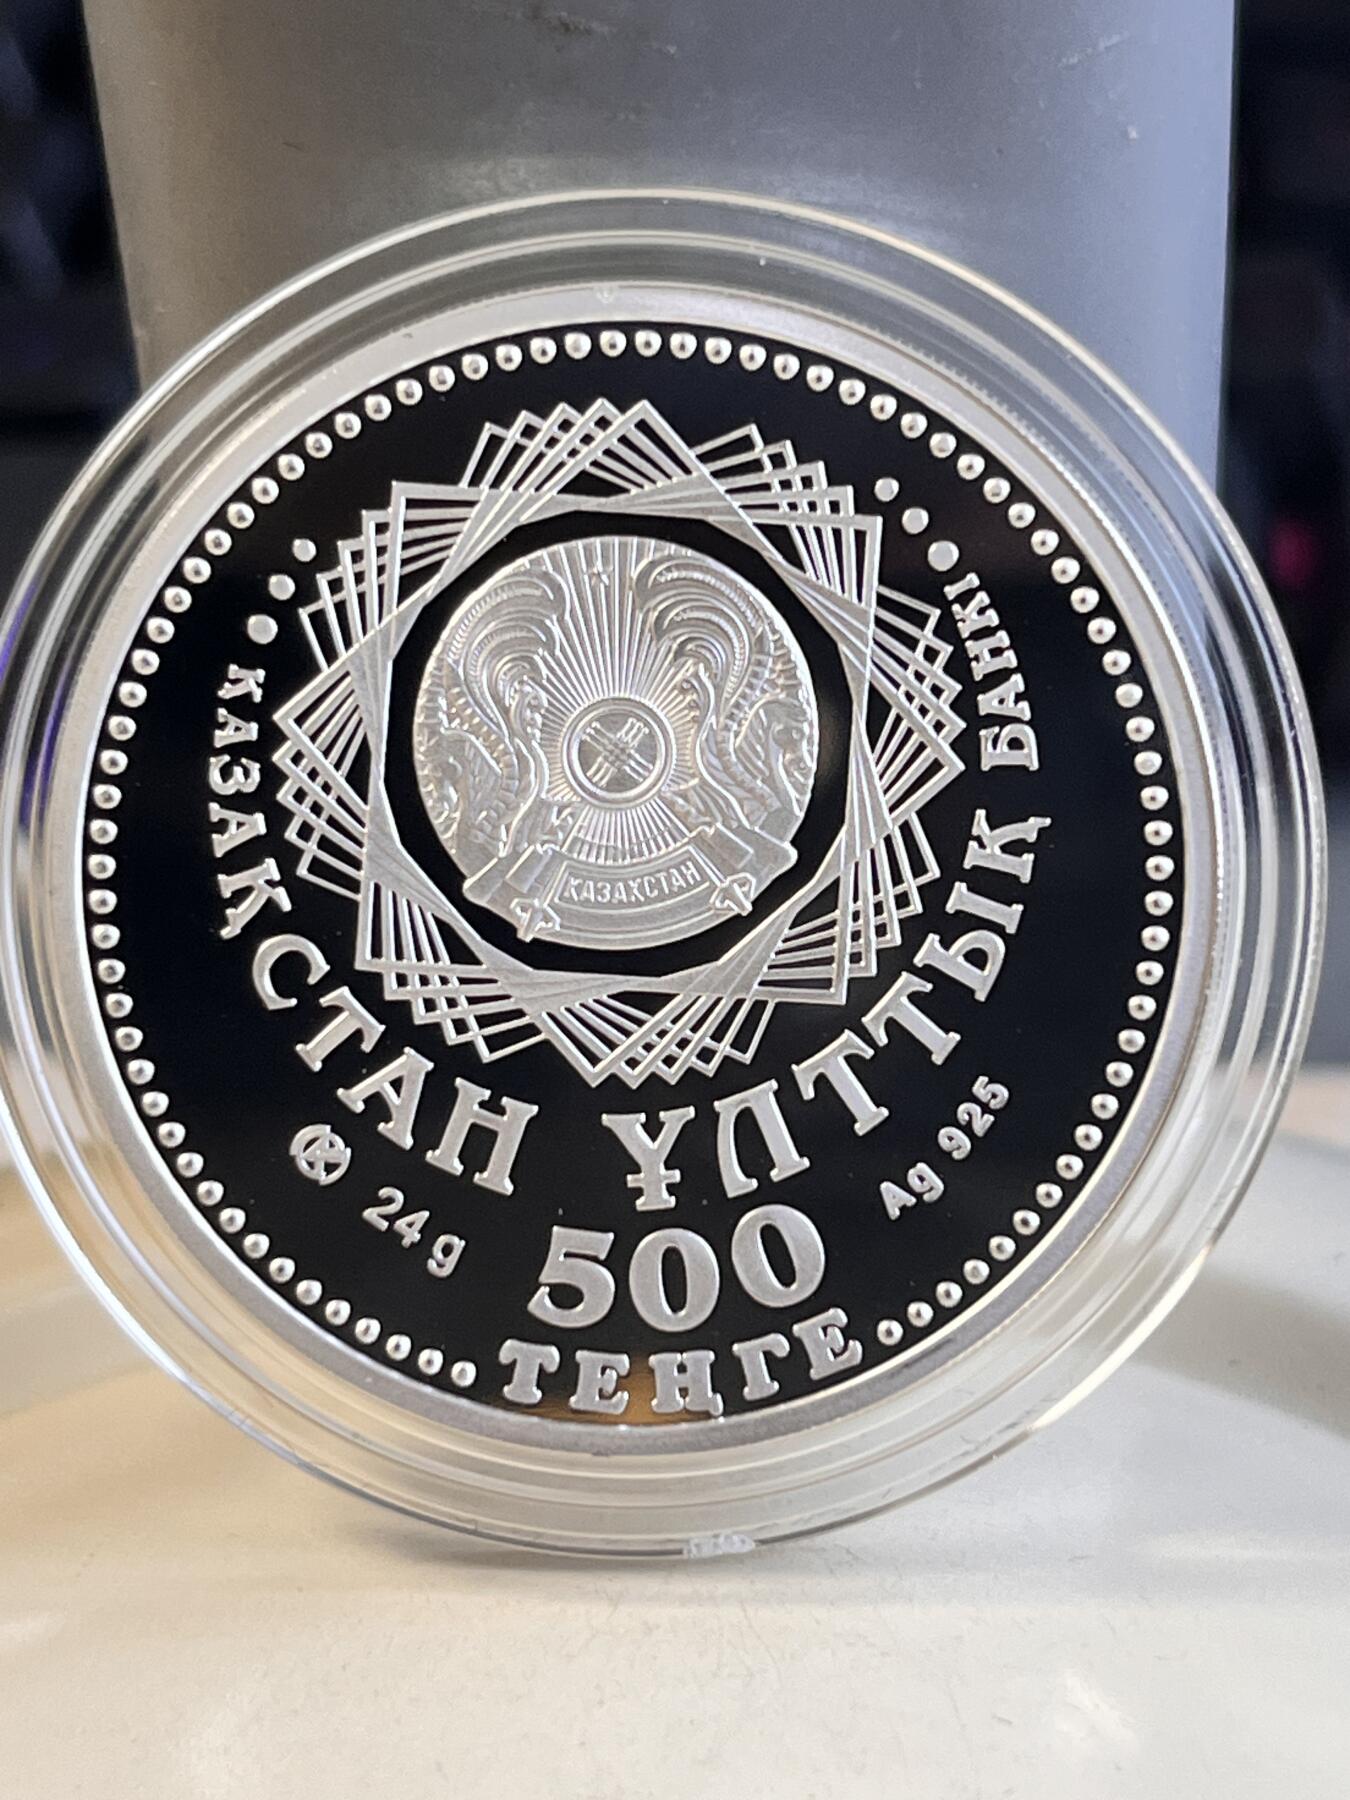 ҚАЗАҚСТАН ҰЛТТЫҚ БАНКІ
ҚАЗАҚСТАН
24 g
Ag 925
500
ТЕҢГЕ